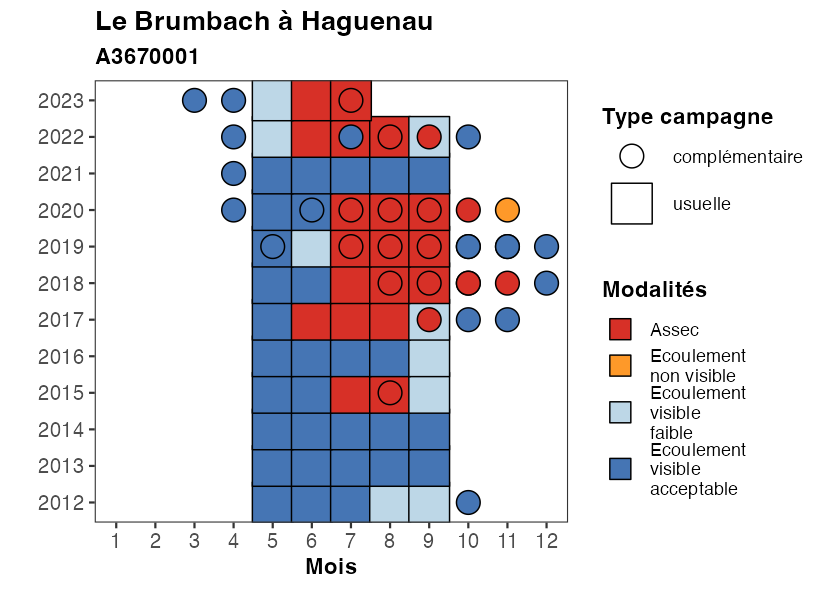 Le Brumbach à Haguenau
A3670001
2023
2022
2021
2020
2019
2018
2017
2016
2015
2014
2013
2012
1 2 3 4 5 6 7 8 9 10 11 12
Mois
Type campagne
complémentaire
usuelle
Modalités
Assec
Ecoulement
non visible
Ecoulement
visible
faible
Ecoulement
visible
acceptable